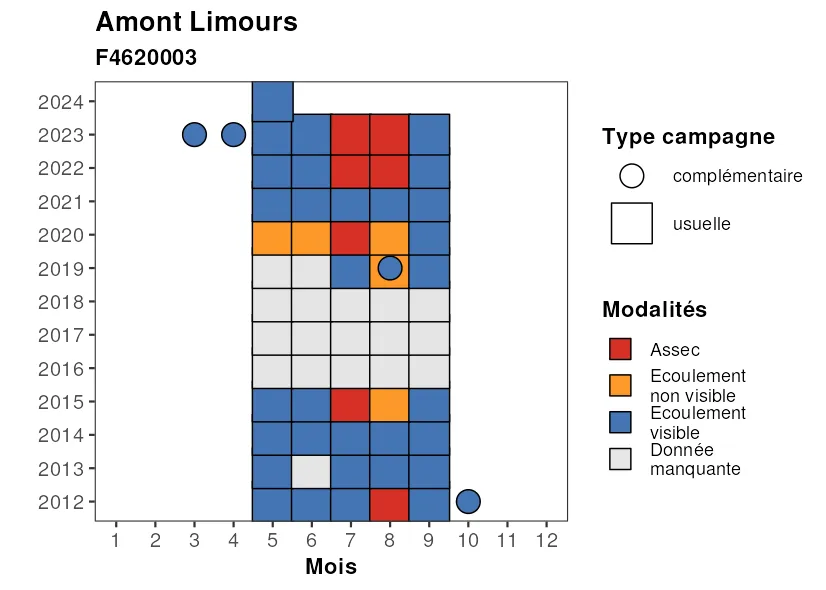 Amont Limours
F4620003
2024
2023
2022
2021
2020
2019
2018
2017
2016
2015
2014
2013
2012
1 2 3 4 5 6 7 8 9 10 11 12
Mois
Type campagne
complémentaire
usuelle
Modalités
Assec
Ecoulement
non visible
Ecoulement
visible
Donnée
manquante